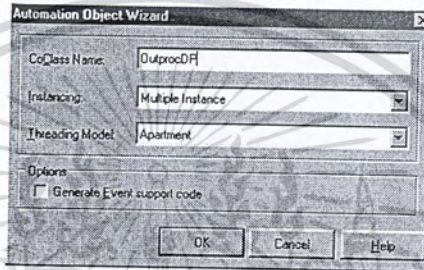 Automation Object Wizard
CoClass Name: OutprocDP
Instancing: Multiple Instance
Threading Model: Apartment
Options
Generate Event support code
OK Cancel Help